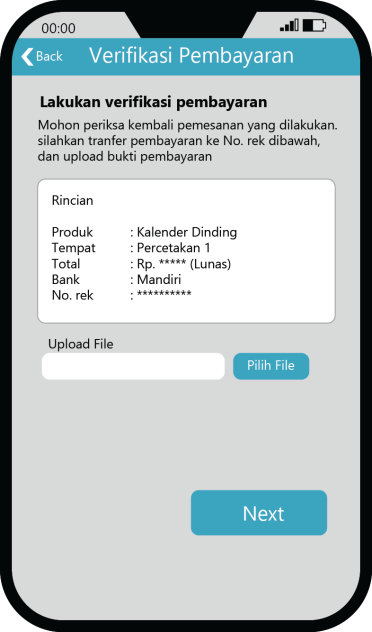 00:00
Back Verifikasi Pembayaran
Lakukan verifikasi pembayaran
Mohon periksa kembali pemesanan yang dilakukan.
silahkan tranfer pembayaran ke No. rek dibawah,
dan upload bukti pembayaran
Rincian
Produk : Kalender Dinding
Tempat : Percetakan 1
Total : Rp. ***** (Lunas)
Bank : Mandiri
No. rek : **********
Upload File
Pilih File
Next